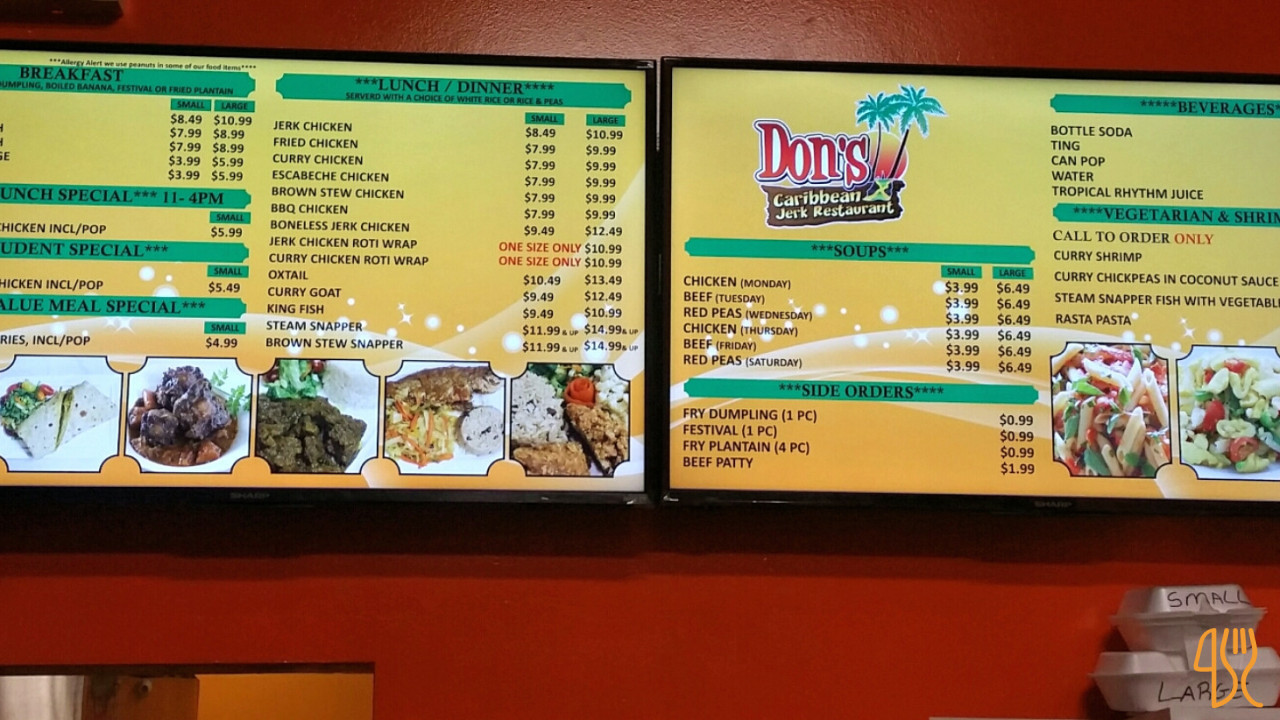 ***Allergy Alert we use peanuts in some of our food items****
BREAKFAST
DUMPLING, BOILED BANANA, FESTIVAL OR FRIED PLANTAIN
SMALL LARGE
$8.49 $10.99
$7.99 $8.99
$7.99 $8.99
$3.99 $5.99
$3.99 $5.99
UNCH SPECIAL*** 11- 4PM
SMALL
CHICKEN INCL/POP $5.99
UDENT SPECIAL***
SMALL
HICKEN INCL/POP $5.49
ALUE MEAL SPECIAL***
SMALL
RIES, INCL/POP $4.99
***LUNCH / DINNER****
SERVERD WITH A CHOICE OF WHITE RICE OR RICE & PEAS
SMALL LARGE
JERK CHICKEN $8.49 $10.99
FRIED CHICKEN $7.99 $9.99
CURRY CHICKEN $7.99 $9.99
ESCABECHE CHICKEN $7.99 $9.99
BROWN STEW CHICKEN $7.99 $9.99
BBQ CHICKEN $7.99 $9.99
BONELESS JERK CHICKEN $9.49 $12.49
JERK CHICKEN ROTI WRAP ONE SIZE ONLY $10.99
CURRY CHICKEN ROTI WRAP ONE SIZE ONLY $10.99
OXTAIL $10.49 $13.49
CURRY GOAT $9.49 $12.49
KING FISH $9.49 $10.99
STEAM SNAPPER $11.99 & UP $14.99 & UP
BROWN STEW SNAPPER $11.99 & UP $14.99 & UP
SHARP
Don's
Caribbean
Jerk Restaurant
***SOUPS***
SMALL LARGE
CHICKEN (MONDAY) $3.99 $6.49
BEEF (TUESDAY) $3.99 $6.49
RED PEAS (WEDNESDAY) $3.99 $6.49
CHICKEN (THURSDAY) $3.99 $6.49
BEEF (FRIDAY) $3.99 $6.49
RED PEAS (SATURDAY) $3.99 $6.49
***SIDE ORDERS****
FRY DUMPLING (1 PC) $0.99
FESTIVAL (1 PC) $0.99
FRY PLANTAIN (4 PC) $0.99
BEEF PATTY $1.99
*****BEVERAGES*
BOTTLE SODA
TING
CAN POP
WATER
TROPICAL RHYTHM JUICE
****VEGETARIAN & SHRIM
CALL TO ORDER ONLY
CURRY SHRIMP
CURRY CHICKPEAS IN COCONUT SAUCE
STEAM SNAPPER FISH WITH VEGETABL
RASTA PASTA
SHARP
SMALL
LARGE